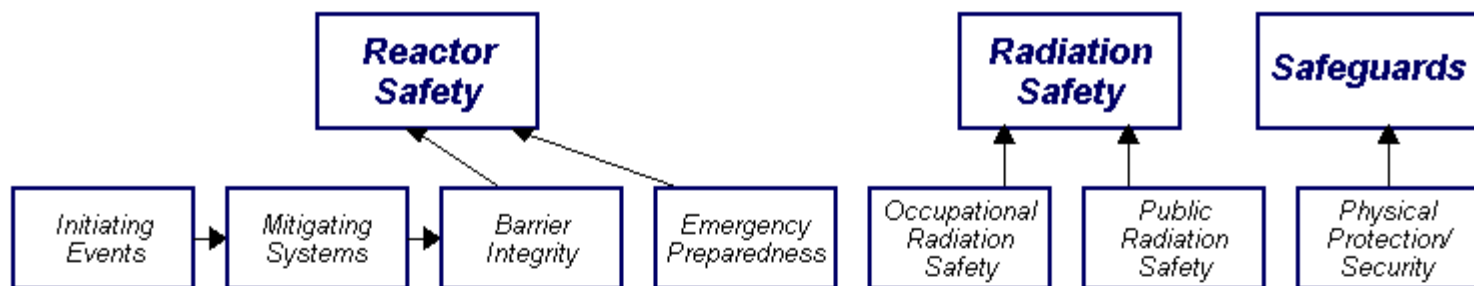 Reactor
Safety
Radiation
Safety
Safeguards
Initiating
Events
Mitigating
Systems
Barrier
Integrity
Emergency
Preparedness
Occupational
Radiation
Safety
Public
Radiation
Safety
Physical
Protection/
Security